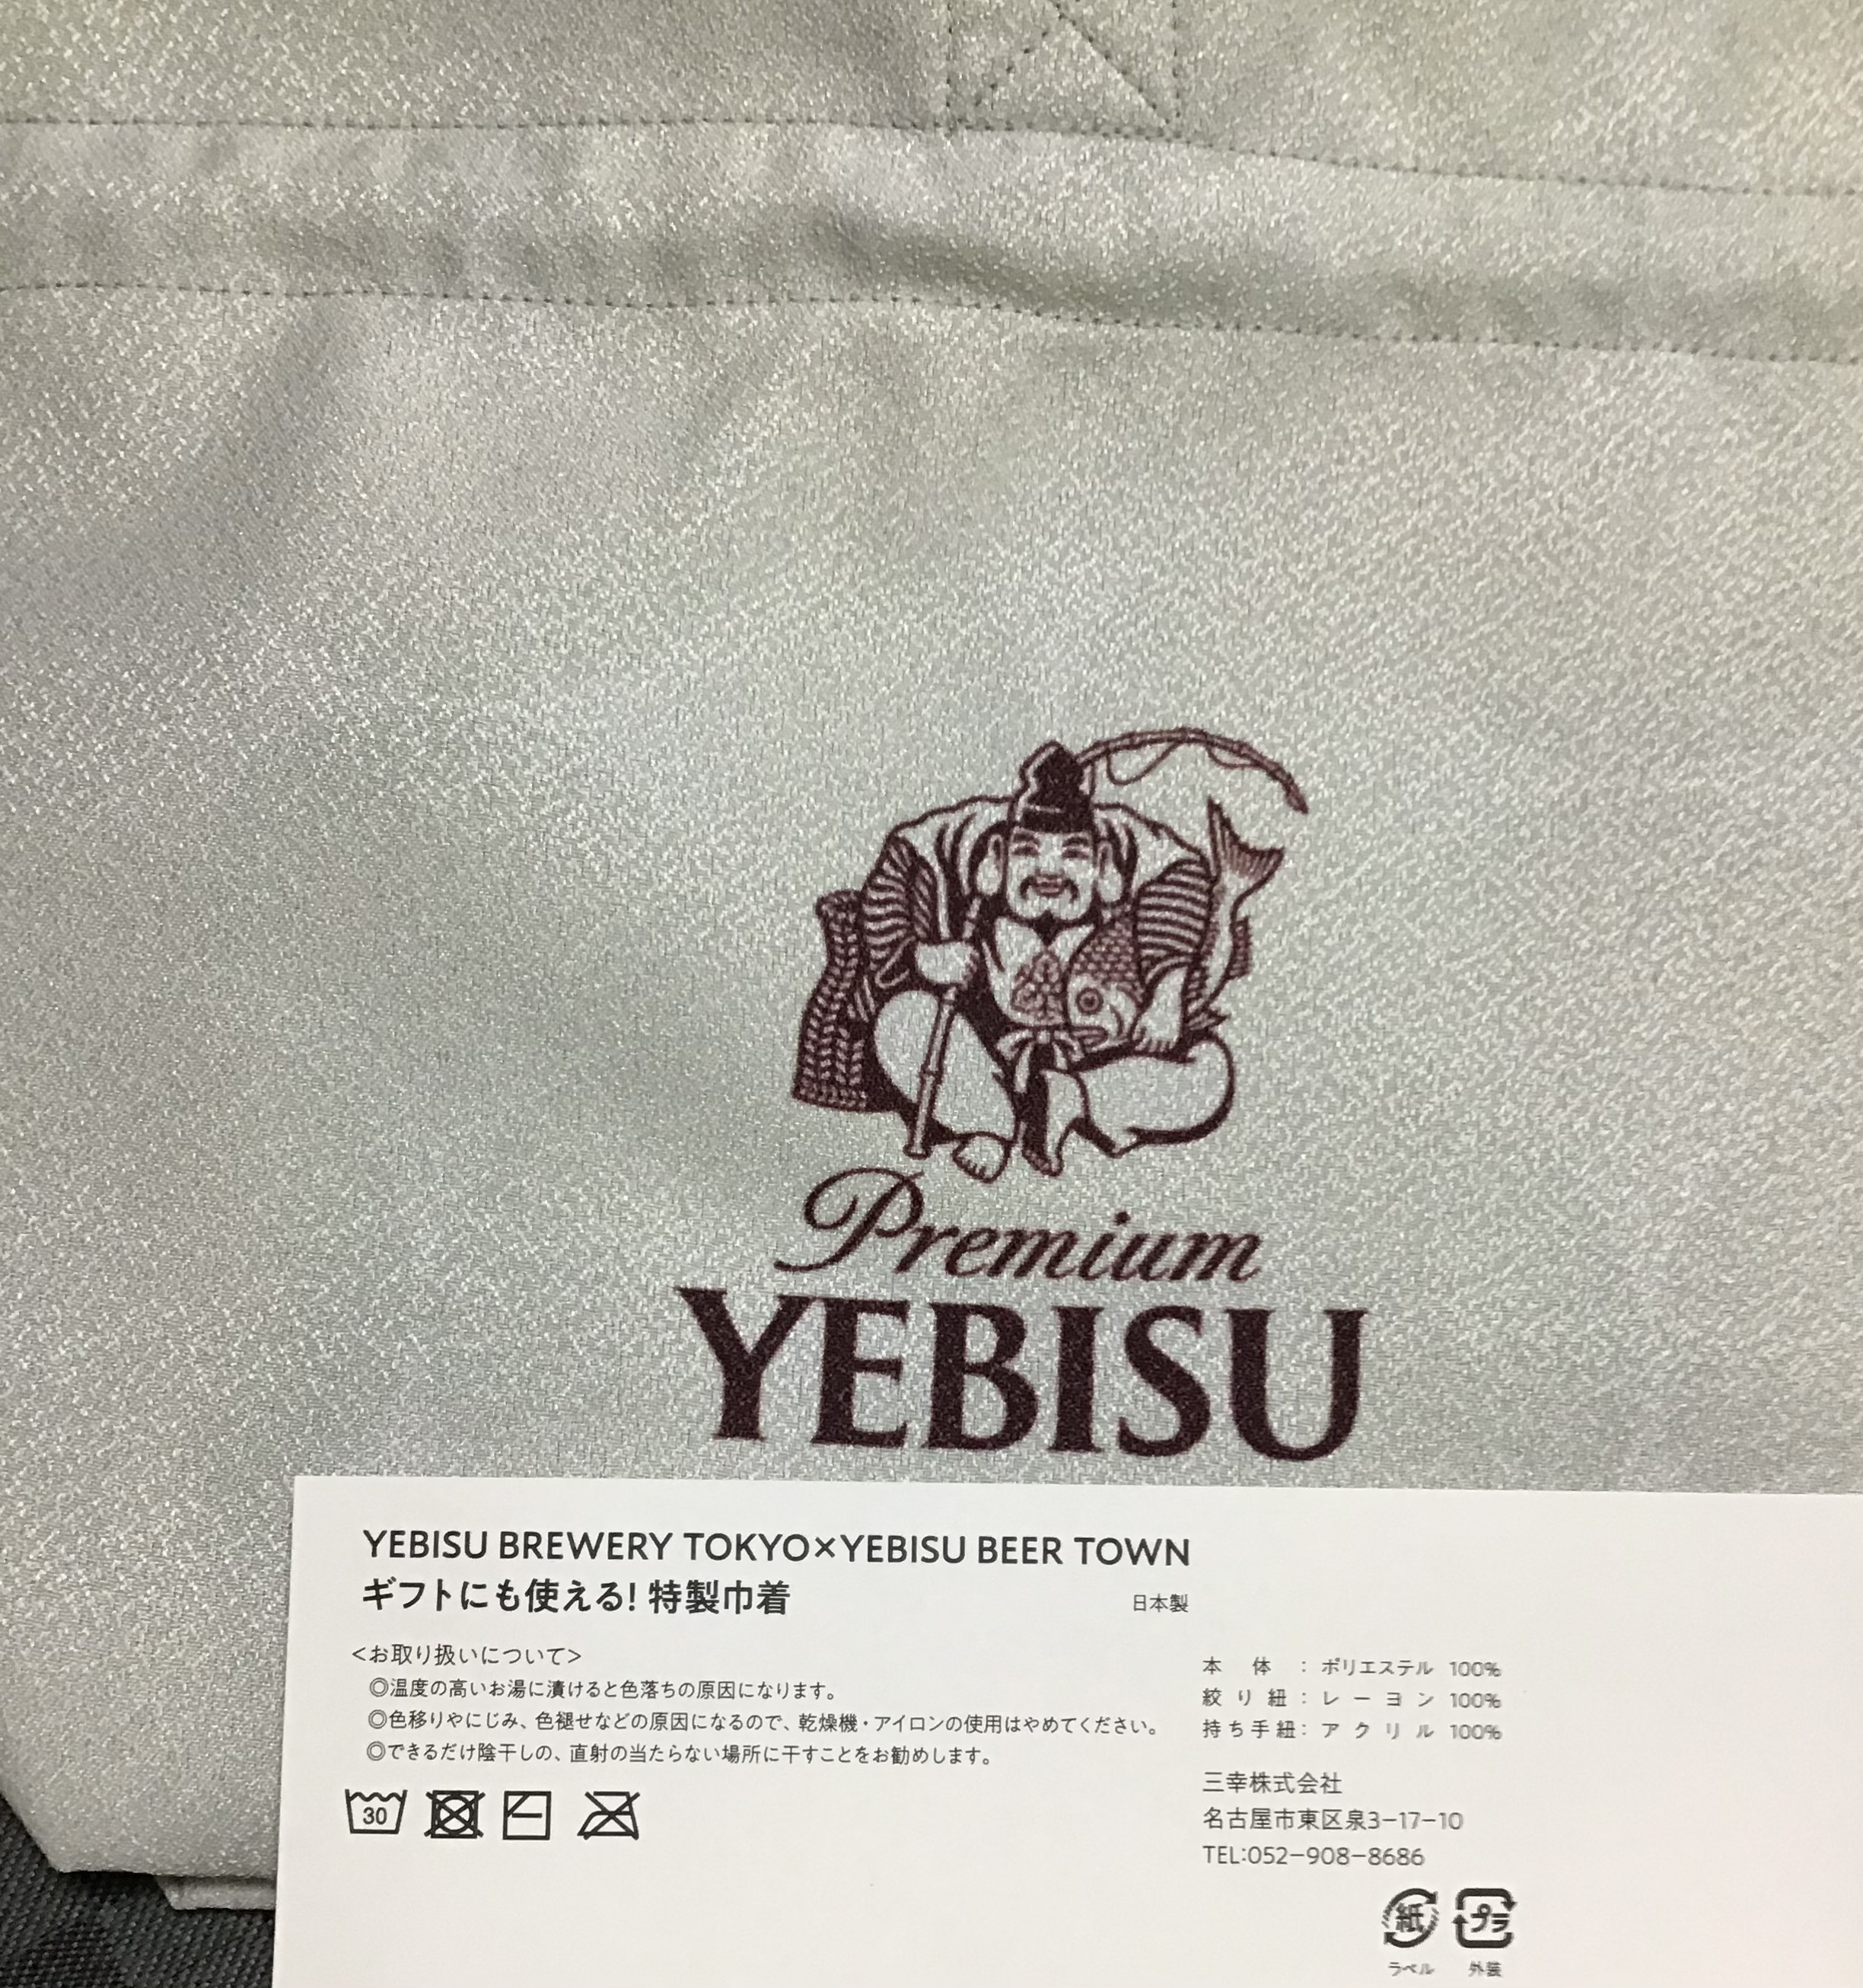 Premium
YEBISU
YEBISU BREWERY TOKYO×YEBISU BEER TOWN
ギフトにも使える! 特製巾着
日本製
<お取り扱いについて>
◎温度の高いお湯に漬けると色落ちの原因になります。
◎色移りやにじみ、色褪せなどの原因になるので、乾燥機・アイロンの使用はやめてください。
◎できるだけ陰干しの、直射の当たらない場所に干すことをお勧めします。
30
本体：ポリエステル 100%
絞り紐：レーヨン 100%
持ち手紐：アクリル 100%
三幸株式会社
名古屋市東区泉3-17-10
TEL:052-908-8686
紙 プラ
ラベル 外装